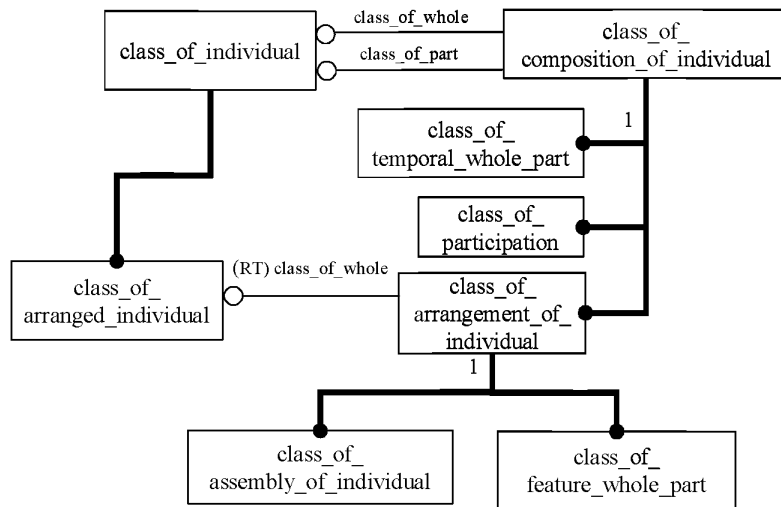 class_of_whole
class_of_individual
class_of_part
class_of_
composition_of_individual
1
class_of_
temporal_whole_part
class_of_
participation
(RT) class_of_whole
class_of_
arranged_individual
class_of_
arrangement_of_
individual
1
class_of_
assembly_of_individual
class_of_
feature_whole_part